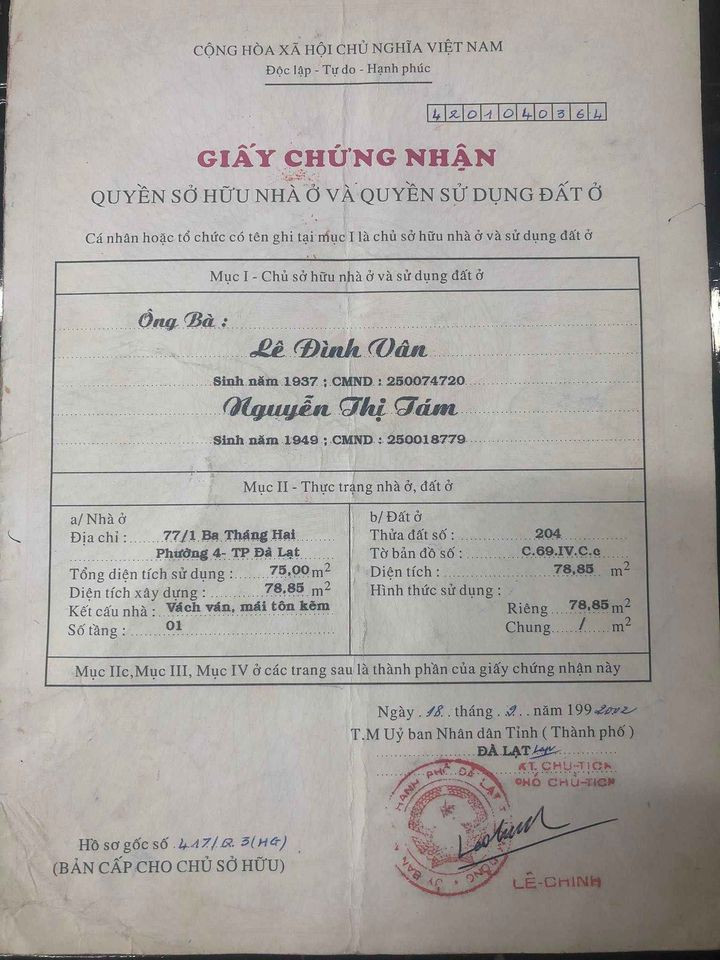 CỘNG HÒA XÃ HỘI CHỦ NGHĨA VIỆT NAM
Độc lập - Tự do - Hạnh phúc
4201040364
GIẤY CHỨNG NHẬN
QUYỀN SỞ HỮU NHÀ Ở VÀ QUYỀN SỬ DỤNG ĐẤT Ở
Cá nhân hoặc tổ chức có tên ghi tại mục I là chủ sở hữu nhà ở và sử dụng đất ở
Mục I - Chủ sở hữu nhà ở và sử dụng đất ở
Ông Bà :
Lê Đình Vân
Sinh năm 1937 ; CMND : 250074720
Nguyễn Thị Tám
Sinh năm 1949 ; CMND : 250018779
Mục II - Thực trạng nhà ở, đất ở
a/ Nhà ở
Địa chỉ : 77/1 Ba Tháng Hai
Phường 4- TP Đà Lạt
Tổng diện tích sử dụng : 75,00 m2
Diện tích xây dựng : 78,85 m2
Kết cấu nhà : Vách ván, mái tôn kẽm
Số tầng : 01
b/ Đất ở
Thửa đất số : 204
Tờ bản đồ số : C.69.IV.C.c
Diện tích : 78,85 m2
Hình thức sử dụng :
Riêng 78,85 m2
Chung / m2
Mục IIc, Mục III, Mục IV ở các trang sau là thành phần của giấy chứng nhận này
Ngày 18 tháng 9 năm 199 2002
T.M Uỷ ban Nhân dân Tỉnh ( Thành phố )
ĐÀ LẠT
KT. CHỦ-TỊCH
PHÓ CHỦ-TỊCH
LÊ-CHINH
Hồ sơ gốc số 417/Q.3(HG)
(BẢN CẤP CHO CHỦ SỞ HỮU)